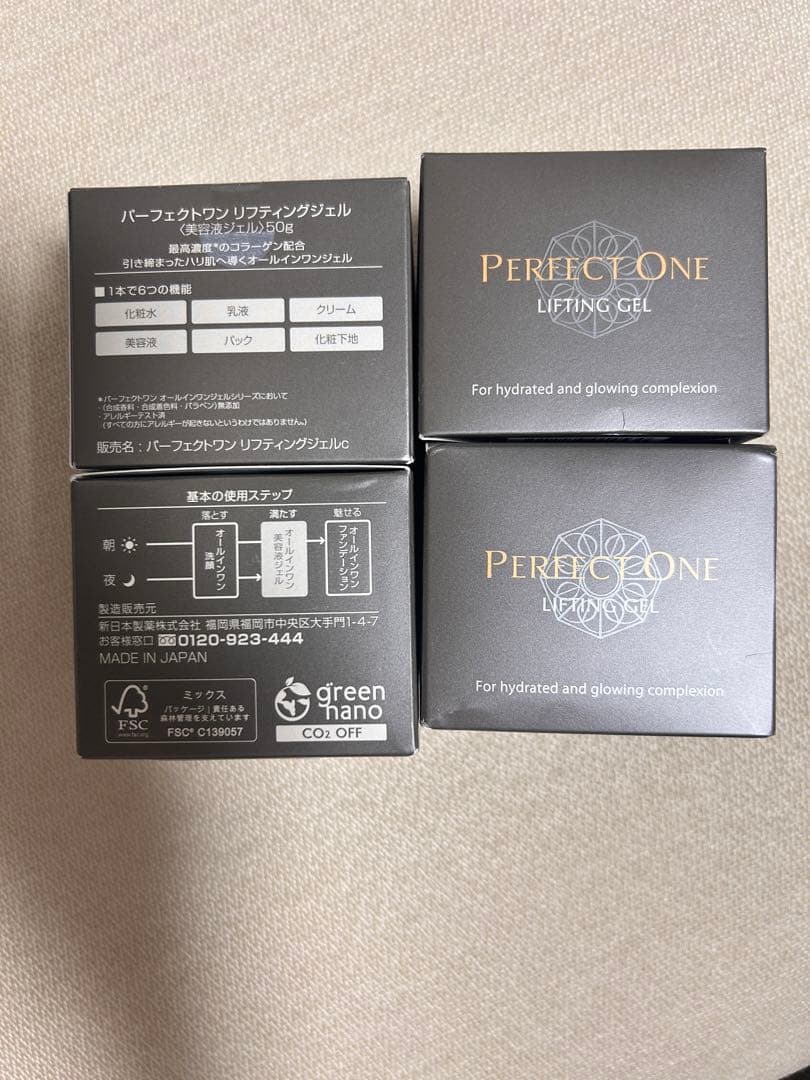 パーフェクトワン リフティングジェル
〈美容液ジェル〉50g
最高濃度*のコラーゲン配合
引き締まったハリ肌へ導くオールインワンジェル
■1本で6つの機能
化粧水 乳液 クリーム
美容液 パック 化粧下地
*パーフェクトワン オールインワンジェルシリーズにおいて
・(合成香料・合成着色料・パラベン)無添加
・アレルギーテスト済
(すべての方にアレルギーが起きないというわけではありません。)
販売名:パーフェクトワン リフティングジェルc
PERFECT ONE
LIFTING GEL
For hydrated and glowing complexion
基本の使用ステップ
落とす 満たす 魅せる
朝
夜
オールインワン
洗顔
オールインワン
美容液ジェル
オールインワン
ファンデーション
製造販売元
新日本製薬株式会社 福岡県福岡市中央区大手門1-4-7
お客様窓口 0120-923-444
MADE IN JAPAN
FSC
www.fsc.org
ミックス
パッケージ|責任ある
森林管理を支えています
FSC® C139057
green
nano
CO₂ OFF
PERFECT ONE
LIFTING GEL
For hydrated and glowing complexion